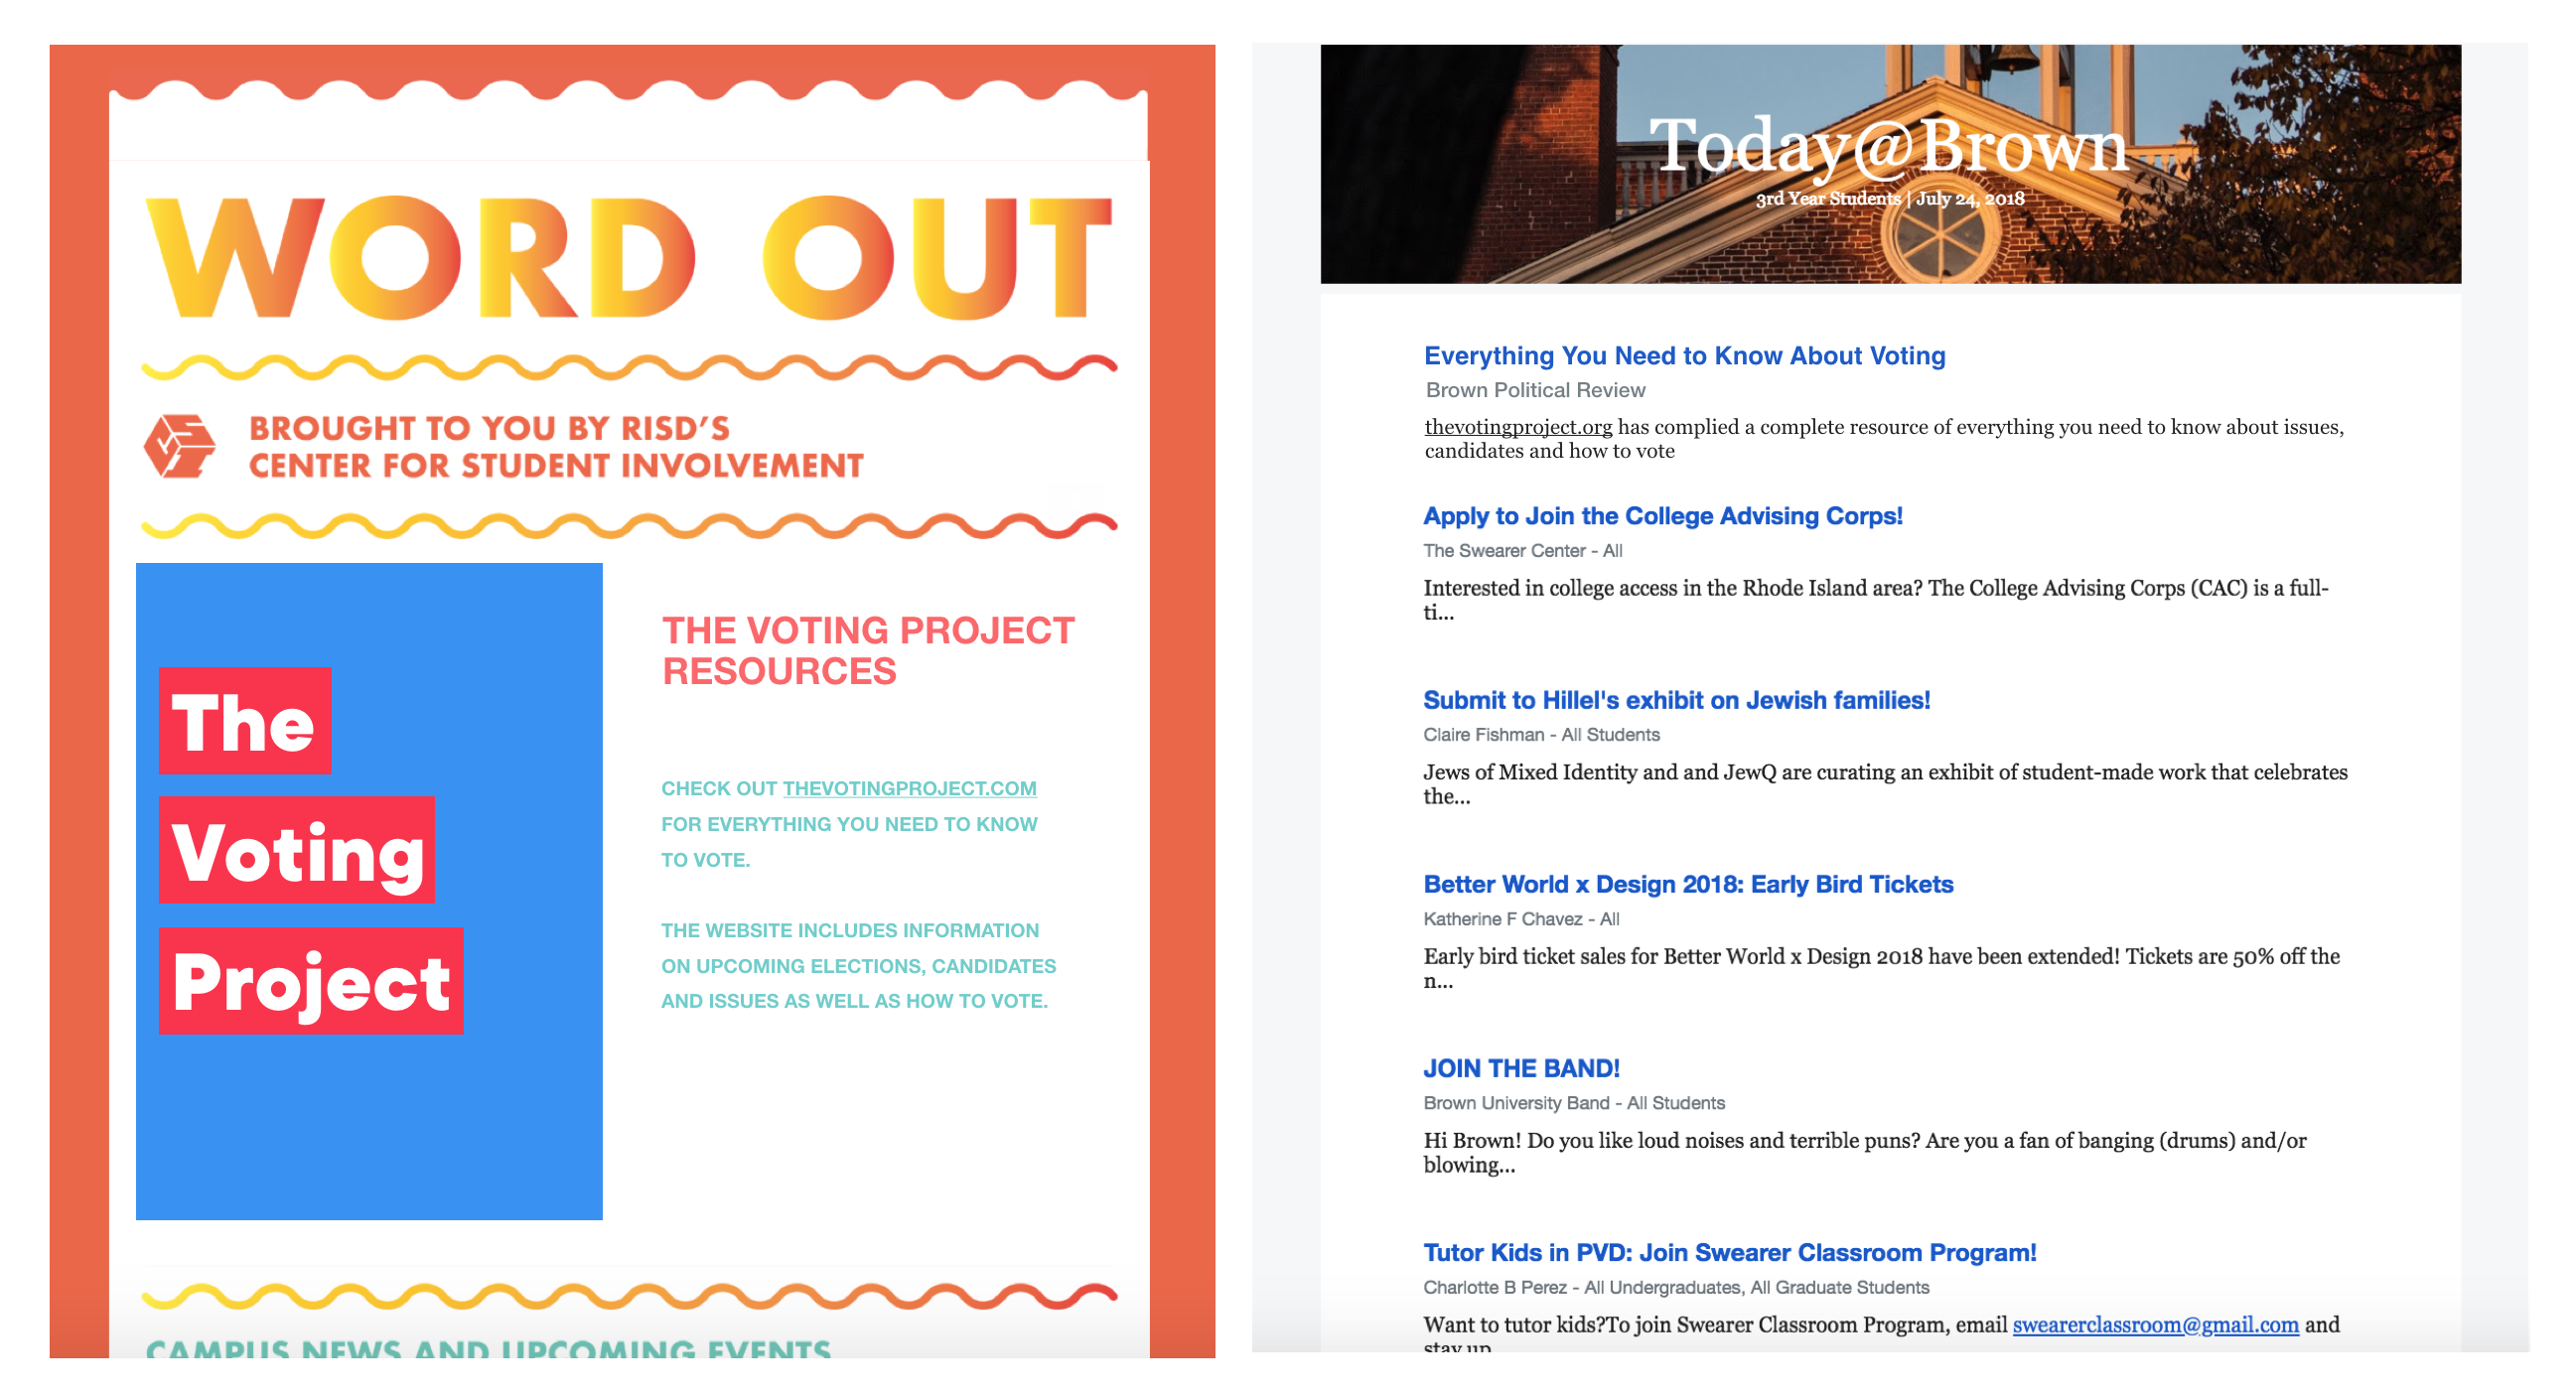 WORD OUT
BROUGHT TO YOU BY RISD'S
CENTER FOR STUDENT INVOLVEMENT
The
Voting
Project
THE VOTING PROJECT
RESOURCES
CHECK OUT THEVOTINGPROJECT.COM
FOR EVERYTHING YOU NEED TO KNOW
TO VOTE.
THE WEBSITE INCLUDES INFORMATION
ON UPCOMING ELECTIONS, CANDIDATES
AND ISSUES AS WELL AS HOW TO VOTE.
CAMPUS NEWS AND UPCOMING EVENTS
Today@Brown
3rd Year Students | July 24, 2018
Everything You Need to Know About Voting
Brown Political Review
thevotingproject.org has complied a complete resource of everything you need to know about issues,
candidates and how to vote
Apply to Join the College Advising Corps!
The Swearer Center - All
Interested in college access in the Rhode Island area? The College Advising Corps (CAC) is a full-
ti...
Submit to Hillel's exhibit on Jewish families!
Claire Fishman - All Students
Jews of Mixed Identity and and JewQ are curating an exhibit of student-made work that celebrates
the...
Better World x Design 2018: Early Bird Tickets
Katherine F Chavez - All
Early bird ticket sales for Better World x Design 2018 have been extended! Tickets are 50% off the
n...
JOIN THE BAND!
Brown University Band - All Students
Hi Brown! Do you like loud noises and terrible puns? Are you a fan of banging (drums) and/or
blowing...
Tutor Kids in PVD: Join Swearer Classroom Program!
Charlotte B Perez - All Undergraduates, All Graduate Students
Want to tutor kids?To join Swearer Classroom Program, email swearerclassroom@gmail.com and
stay up